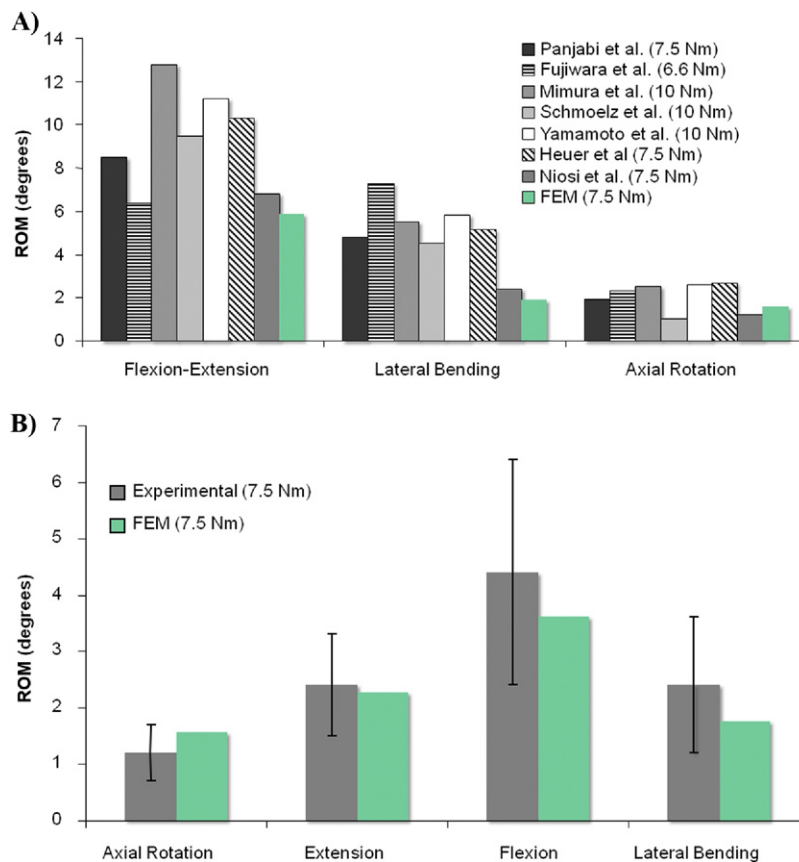 A)
14
12
10
8
6
4
2
0
ROM (degrees)
Panjabi et al. (7.5 Nm)
Fujiwara et al. (6.6 Nm)
Mimura et al. (10 Nm)
Schmoelz et al. (10 Nm)
Yamamoto et al. (10 Nm)
Heuer et al (7.5 Nm)
Niosi et al. (7.5 Nm)
FEM (7.5 Nm)
Flexion-Extension
Lateral Bending
Axial Rotation
B)
7
6
5
4
3
2
1
0
ROM (degrees)
Experimental (7.5 Nm)
FEM (7.5 Nm)
Axial Rotation
Extension
Flexion
Lateral Bending